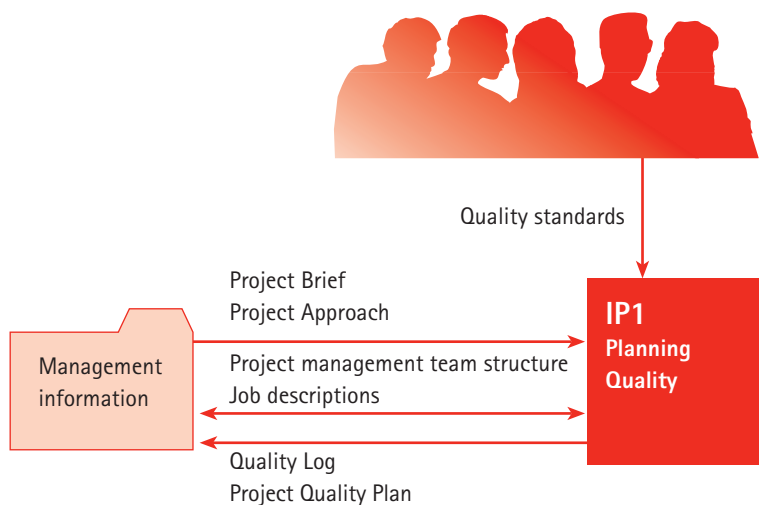 Quality standards
Project Brief
Project Approach
IP1
Planning
Quality
Management
information
Project management team structure
Job descriptions
Quality Log
Project Quality Plan